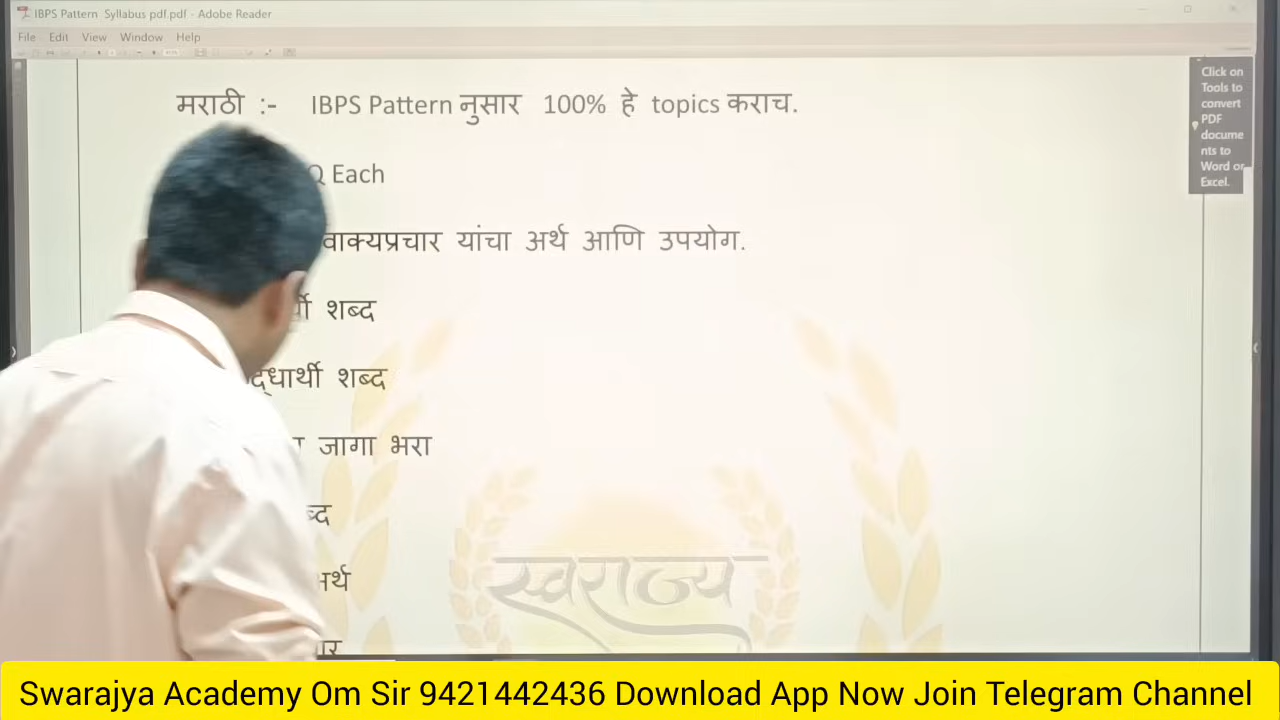 IBPS Pattern Syllabus pdf.pdf - Adobe Reader
File Edit View Window Help
Click on
Tools to
convert
PDF
docume
nts to
Word or
Excel.
मराठी :- IBPS Pattern नुसार 100% हे topics कराच.
Q Each
वाक्यप्रचार यांचा अर्थ आणि उपयोग.
शब्द
शब्द
जागा भरा
स्वराज्य
Swarajya Academy Om Sir 9421442436 Download App Now Join Telegram Channel